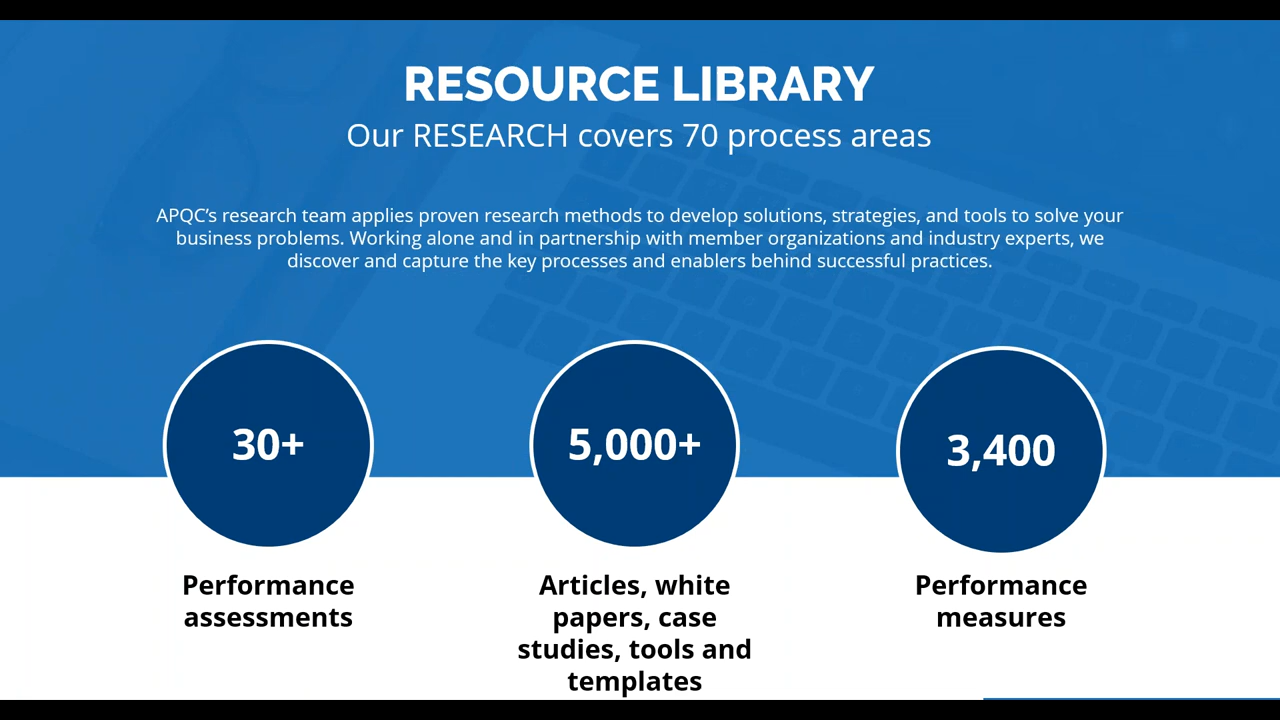 RESOURCE LIBRARY
Our RESEARCH covers 70 process areas
APQC’s research team applies proven research methods to develop solutions, strategies, and tools to solve your
business problems. Working alone and in partnership with member organizations and industry experts, we
discover and capture the key processes and enablers behind successful practices.
30+
5,000+
3,400
Performance
assessments
Articles, white
papers, case
studies, tools and
templates
Performance
measures